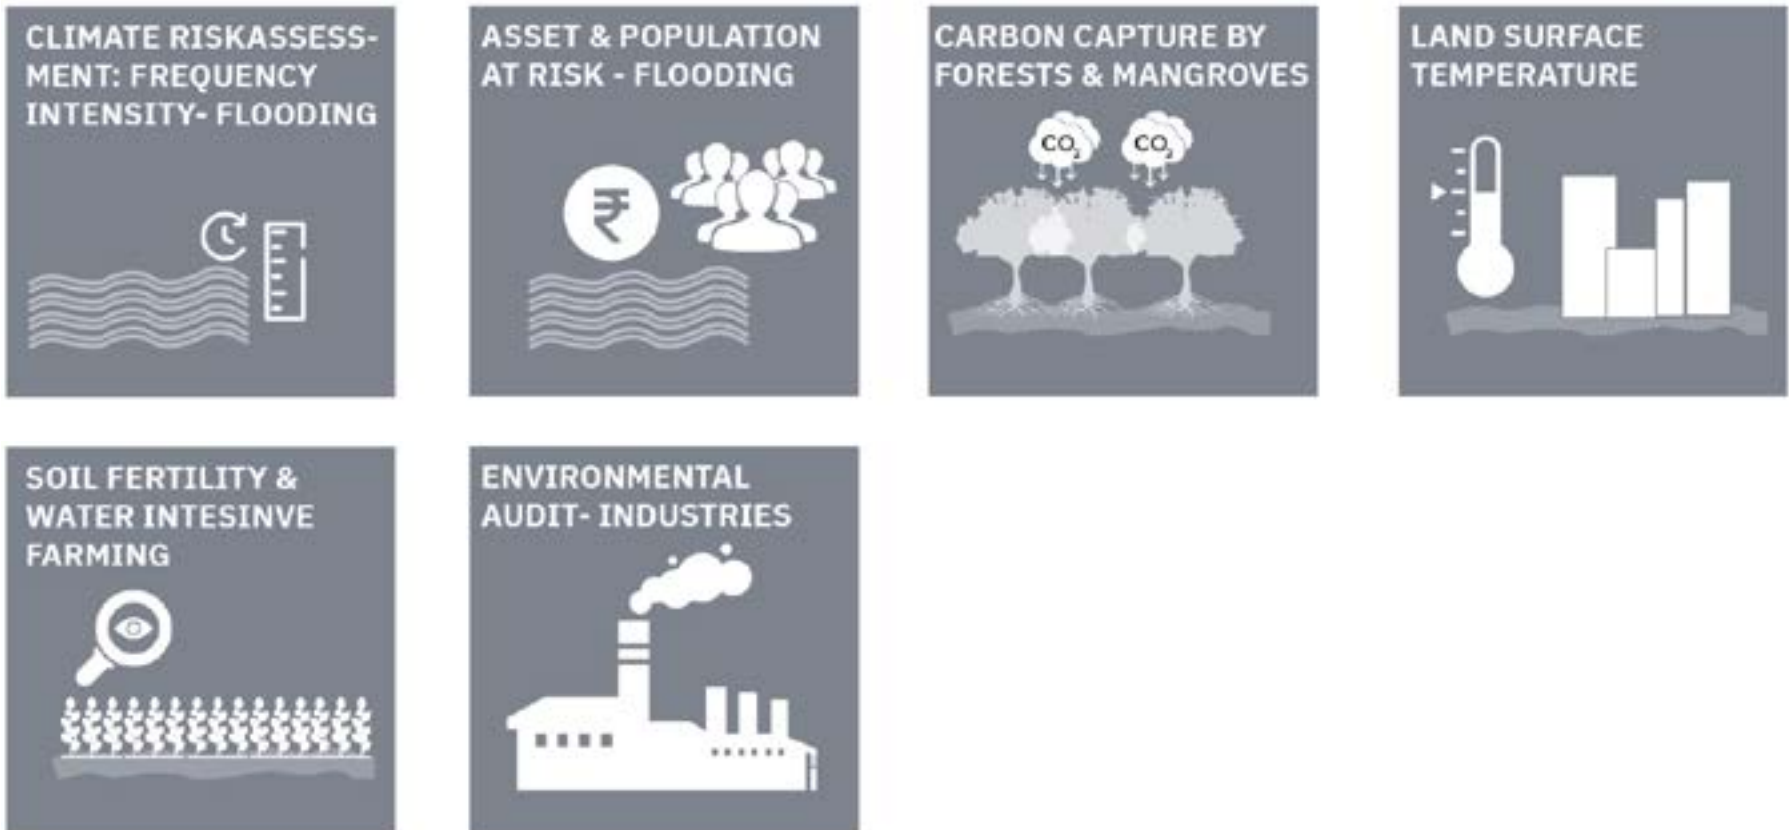 CLIMATE RISKASSESS-
MENT: FREQUENCY
INTENSITY- FLOODING
ASSET & POPULATION
AT RISK - FLOODING
₹
CARBON CAPTURE BY
FORESTS & MANGROVES
CO₂
CO₂
LAND SURFACE
TEMPERATURE
SOIL FERTILITY &
WATER INTESINVE
FARMING
ENVIRONMENTAL
AUDIT- INDUSTRIES